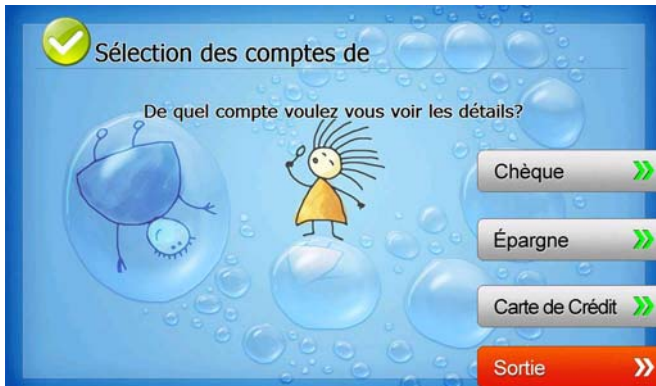 Sélection des comptes de
De quel compte voulez vous voir les détails?
Chèque
Épargne
Carte de Crédit
Sortie